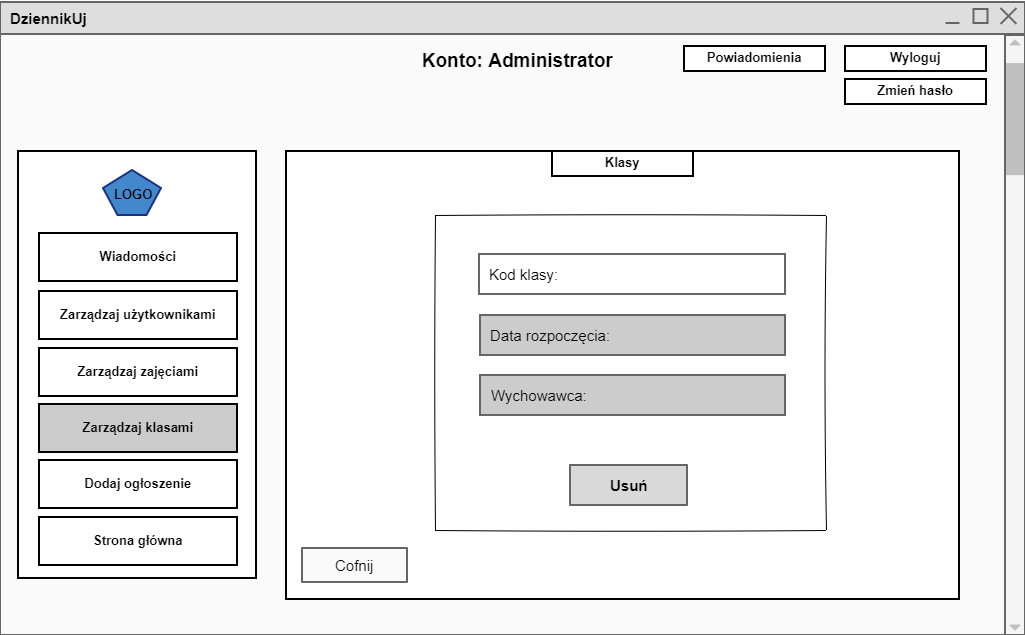 DziennikUj
Konto: Administrator
Powiadomienia
Wyloguj
Zmień hasło
LOGO
Wiadomości
Zarządzaj użytkownikami
Zarządzaj zajęciami
Zarządzaj klasami
Dodaj ogłoszenie
Strona główna
Klasy
Kod klasy:
Data rozpoczęcia:
Wychowawca:
Usuń
Cofnij